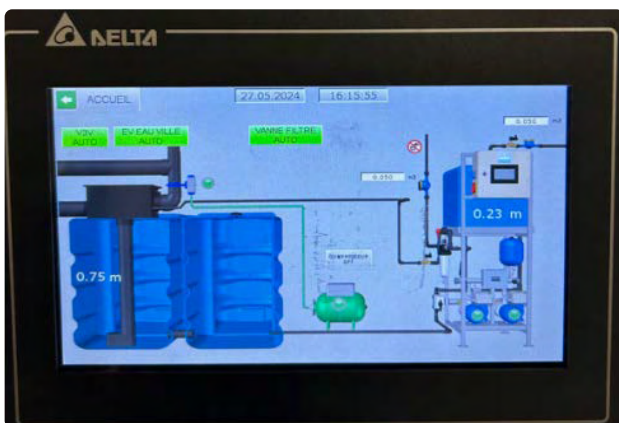 DELTA
ACCUEIL
27.05.2024 16:15:55
V3V
AUTO
EV EAU VILLE
AUTO
VANNE FILTRE
AUTO
0.050 m3
0.050 m3
0.23 m
0.75 m